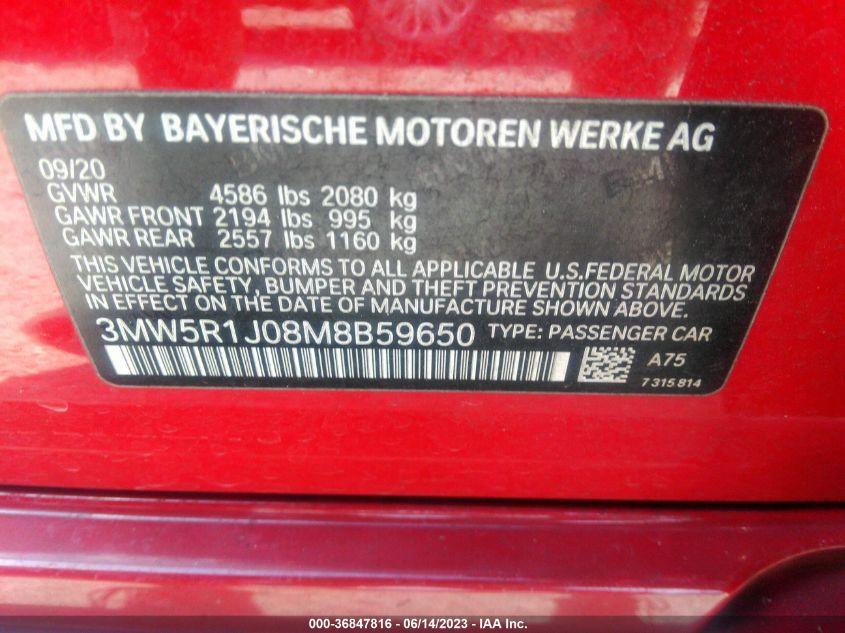 MFD BY BAYERISCHE MOTOREN WERKE AG
09/20
GVWR 4586 lbs 2080 kg
GAWR FRONT 2194 lbs 995 kg
GAWR REAR 2557 lbs 1160 kg
THIS VEHICLE CONFORMS TO ALL APPLICABLE U.S.FEDERAL MOTOR
VEHICLE SAFETY, BUMPER AND THEFT PREVENTION STANDARDS
IN EFFECT ON THE DATE OF MANUFACTURE SHOWN ABOVE.
3MW5R1J08M8B59650 TYPE: PASSENGER CAR
A75
7 315 814
000-36847816 - 06/14/2023 - © IAA Inc.